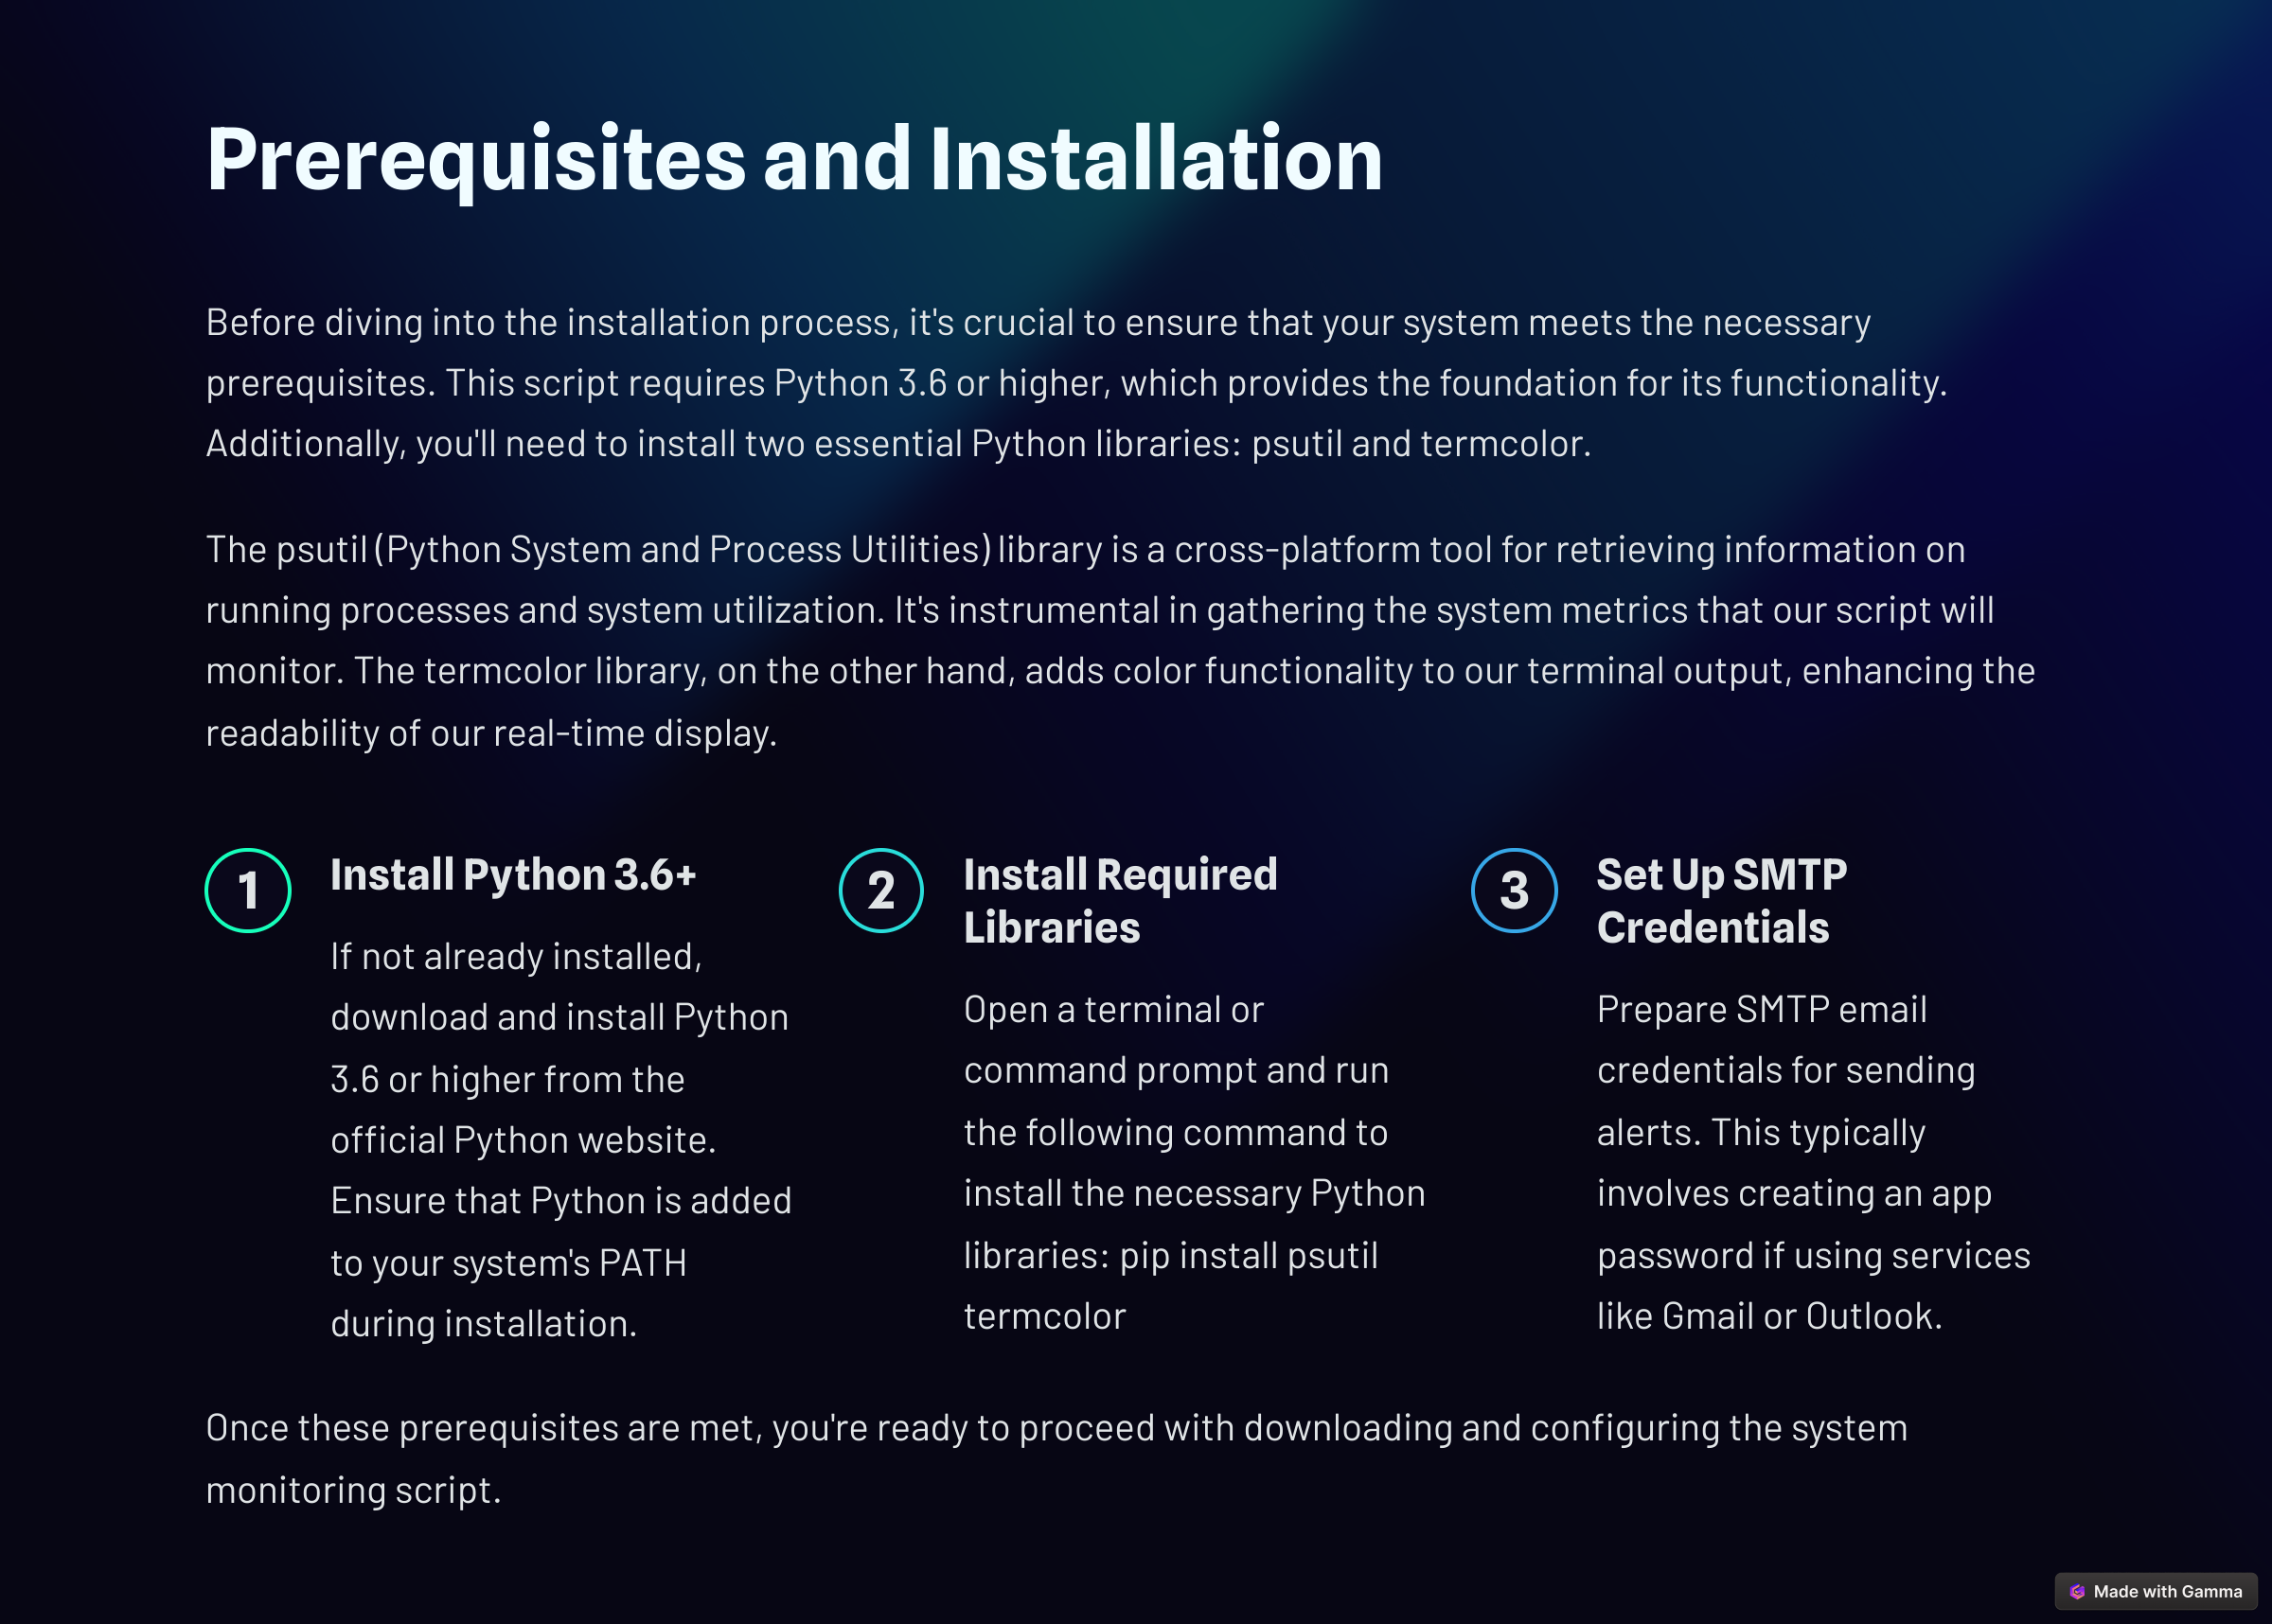 Prerequisites and Installation
Before diving into the installation process, it's crucial to ensure that your system meets the necessary
prerequisites. This script requires Python 3.6 or higher, which provides the foundation for its functionality.
Additionally, you'll need to install two essential Python libraries: psutil and termcolor.
The psutil (Python System and Process Utilities) library is a cross-platform tool for retrieving information on
running processes and system utilization. It's instrumental in gathering the system metrics that our script will
monitor. The termcolor library, on the other hand, adds color functionality to our terminal output, enhancing the
readability of our real-time display.
1
Install Python 3.6+
If not already installed,
download and install Python
3.6 or higher from the
official Python website.
Ensure that Python is added
to your system's PATH
during installation.
2
Install Required
Libraries
Open a terminal or
command prompt and run
the following command to
install the necessary Python
libraries: pip install psutil
termcolor
3
Set Up SMTP
Credentials
Prepare SMTP email
credentials for sending
alerts. This typically
involves creating an app
password if using services
like Gmail or Outlook.
Once these prerequisites are met, you're ready to proceed with downloading and configuring the system
monitoring script.
Made with Gamma